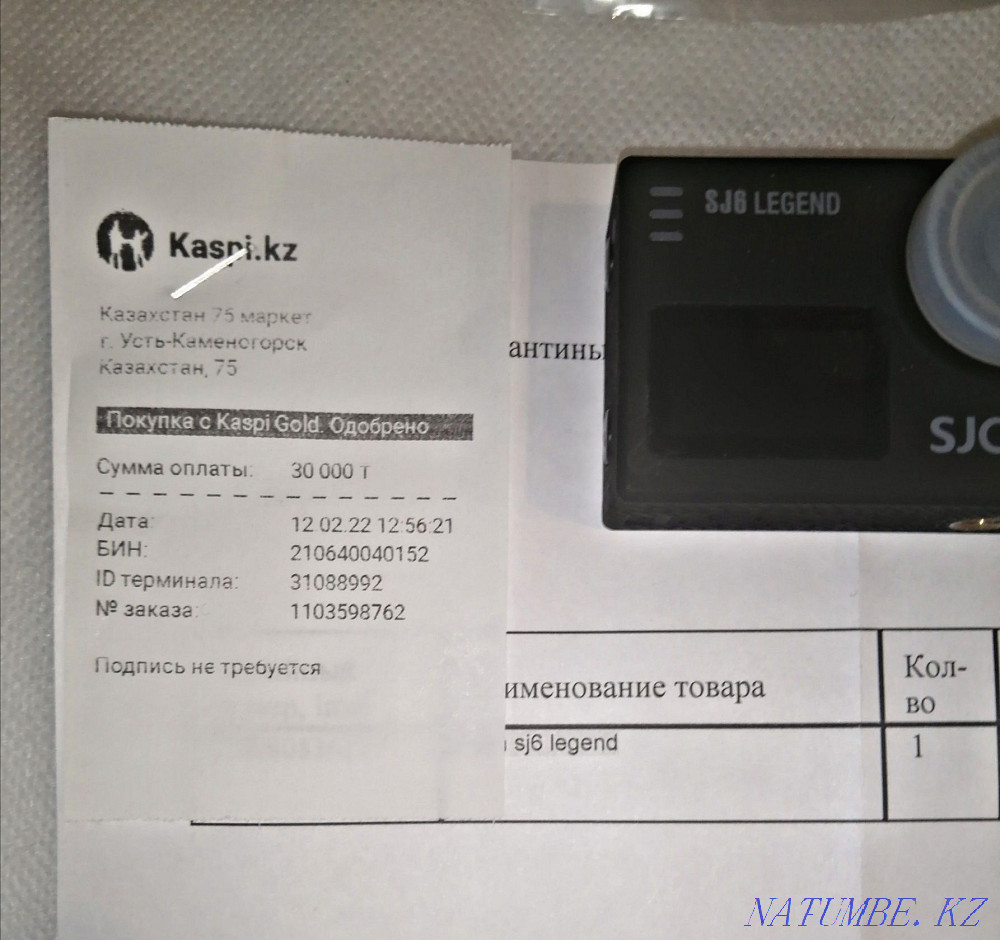 Kaspi.kz
Казахстан 75 маркет
г. Усть-Каменогорск
Казахстан, 75
Покупка с Kaspi Gold. Одобрено
Сумма оплаты: 30 000 т
Дата: 12.02.22 12:56:21
БИН: 210640040152
ID терминала: 31088992
№ заказа: 1103598762
Подпись не требуется
SJ6 LEGEND
SJC
антины
именование товара
Кол-
во
sj6 legend
1
NATUMBE.KZ